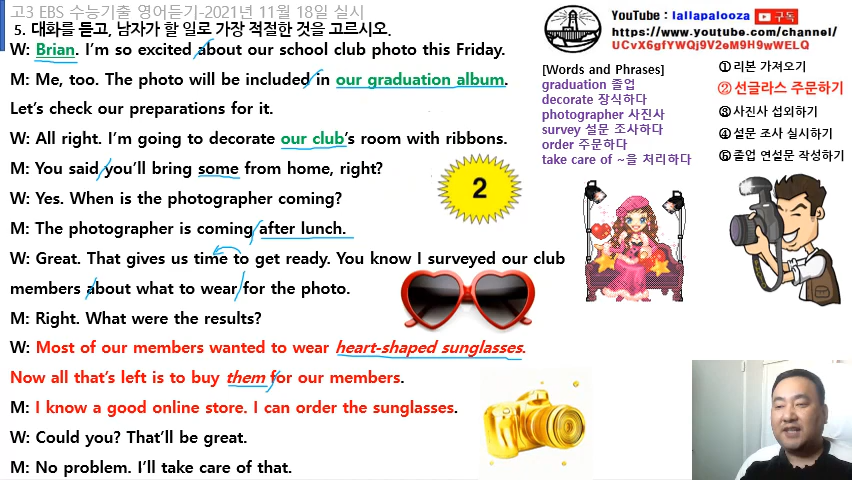 고3 EBS 수능기출 영어듣기-2021년 11월 18일 실시
5. 대화를 듣고, 남자가 할 일로 가장 적절한 것을 고르시오.
W: Brian. I'm so excited about our school club photo this Friday.
M: Me, too. The photo will be included in our graduation album.
Let's check our preparations for it.
W: All right. I'm going to decorate our club's room with ribbons.
M: You said you'll bring some from home, right?
W: Yes. When is the photographer coming?
M: The photographer is coming after lunch.
W: Great. That gives us time to get ready. You know I surveyed our club
members about what to wear for the photo.
M: Right. What were the results?
W: Most of our members wanted to wear heart-shaped sunglasses.
Now all that's left is to buy them for our members.
M: I know a good online store. I can order the sunglasses.
W: Could you? That'll be great.
M: No problem. I'll take care of that.
YouTube : lallapalooza 구독
https://www.youtube.com/channel/
UCvX6gfYWQj9V2eM9H9wWELQ
[Words and Phrases]
graduation 졸업
decorate 장식하다
photographer 사진사
survey 설문 조사하다
order 주문하다
take care of ~을 처리하다
① 리본 가져오기
② 선글라스 주문하기
③ 사진사 섭외하기
④ 설문 조사 실시하기
⑤ 졸업 연설문 작성하기
2